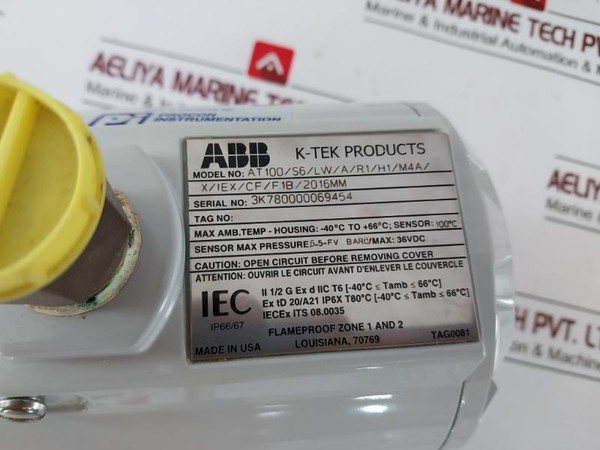 AELIYA MARINE TECH PVT.
Marine & Industrial Automation & Ma
AELIYA MARINE TECH
Marine & Indust
INSTRUMENTATION
ABB K-TEK PRODUCTS
MODEL NO: AT100/S6/LW/A/R1/H1/M4A/
X/IEX/CF/F1B/2016MM
SERIAL NO: 3K780000069454
TAG NO:
MAX AMB.TEMP - HOUSING: -40°C TO +66°C; SENSOR: 100°C
SENSOR MAX PRESSURE: MAX: 36VDC
CAUTION: OPEN CIRCUIT BEFORE REMOVING COVER
ATTENTION: OUVRIR LE CIRCUIT AVANT D'ENLEVER LE COUVERCLE
IEC
IP66/67
II 1/2 G Ex d IIC T6 [-40°C ≤ Tamb ≤ 66°C]
Ex tD 20/A21 IP6X T80°C [-40°C ≤ Tamb ≤ 66°C]
IECEx ITS 08.0035
FLAMEPROOF ZONE 1 AND 2
MADE IN USA LOUISIANA, 70769 TAG0081
PVT. LT
ation & Machin
AELIYA
Marine & In